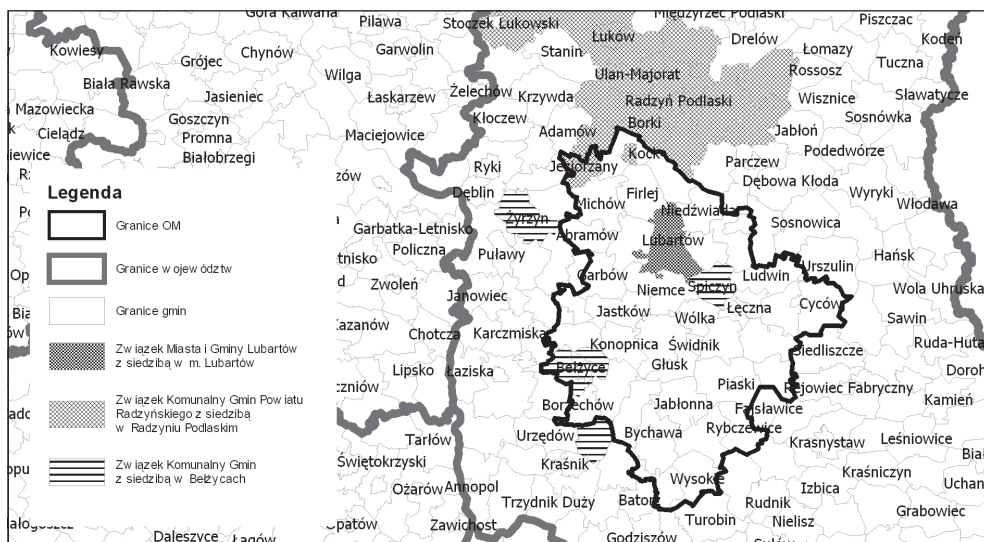 Góra Kalwaria
Pilawa
Stoczek Łukowski
Międzyrzec Podlaski
Piszczac
Kodeń
Kowiesy
Chynów
Garwolin
Stanin
Łuków
Drelów
Łomazy
Tuczna
Grójec
Wilga
Ulan-Majorat
Rossosz
Biała Rawska
Jasieniec
Łaskarzew
Żelechów
Krzywda
Radzyń Podlaski
Wisznice
Sławatycze
Mazowiecka
Goszczyn
Kłoczew
Borki
Sosnówka
Cielądz
Promna
Maciejowice
Adamów
Jabłoń
niewice
Białobrzegi
Kock
Podedwórze
Ryki
Jeziorzany
Parczew
Dębowa Kłoda
Legenda
Dęblin
Firlej
Wyryki
Włodawa
Michów
Niedźwiada
Granice OM
Żyrzyn
Sosnowica
Garbatka-Letnisko
Abramów
Lubartów
Policzna
Puławy
Hańsk
Granice województw
Garbów
Ludwin
Urszulin
Zwoleń
Janowiec
Niemce
Spiczyn
Wola Uhruska
Granice gmin
Jastków
Wólka
Łęczna
Cyców
Sawin
Kazanów
Chotcza
Karczmiska
Konopnica
Świdnik
Siedliszcze
Ruda-Huta
Związek Miasta i Gminy Lubartów
z siedzibą w m. Lubartów
Lipsko
Łaziska
Bełżyce
Głusk
Piaski
Rejowiec Fabryczny
Kamień
Związek Komunalny Gmin Powiatu
Radzyńskiego z siedzibą
w Radzyniu Podlaskim
Borzechów
Jabłonna
Fajsławice
Tarłów
Urzędów
Bychawa
Rybczewice
Krasnystaw
Leśniowice
Związek Komunalny Gmin
z siedzibą w Bełżycach
Świętokrzyski
Kraśnik
Kraśniczyn
Ożarów
Annopol
Wysokie
Izbica
Trzydnik Duży
Batorz
Rudnik
Grabowiec
Opatów
Zawichost
Turobin
Nielisz
Daleszyce
Łagów
Godziszów